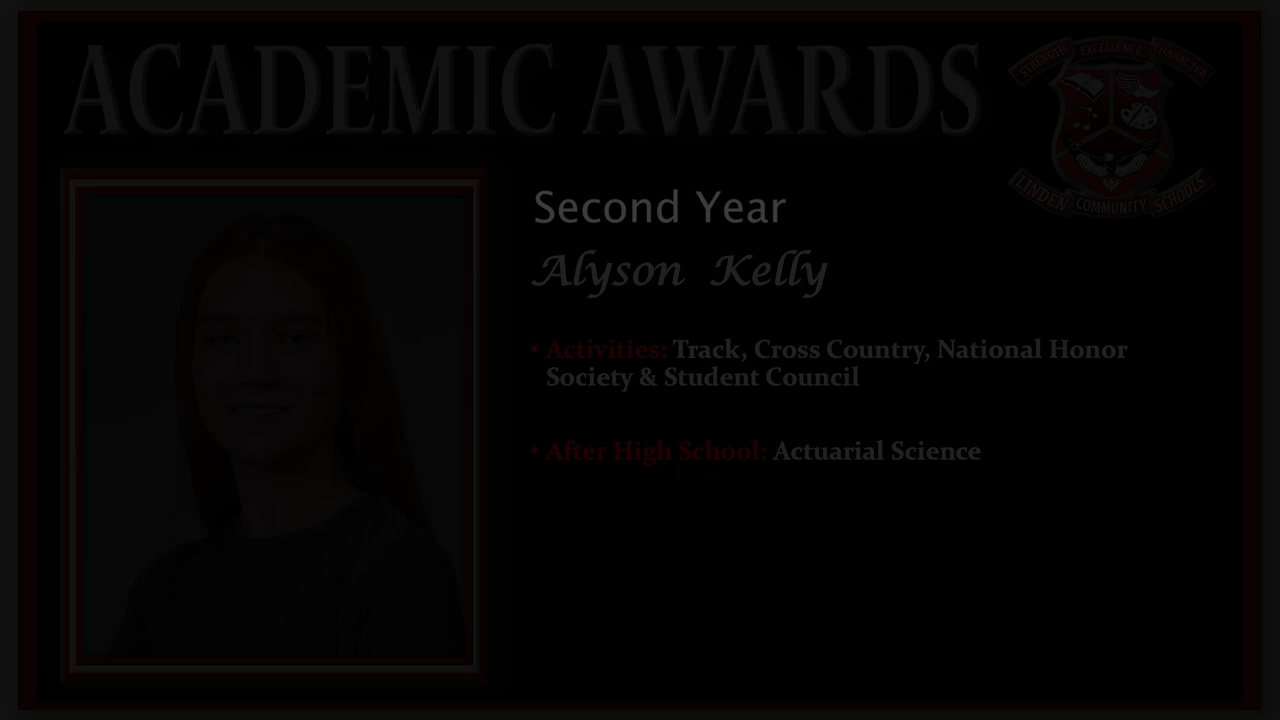 ACADEMIC AWARDS
STRENGTH EXCELLENCE CHARACTER
LINDEN COMMUNITY SCHOOLS
Second Year
Alyson Kelly
• Activities: Track, Cross Country, National Honor
Society & Student Council
• After High School: Actuarial Science